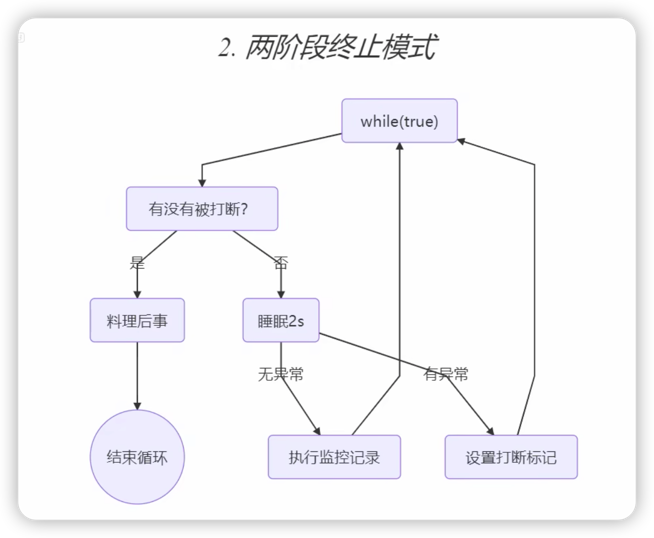 2. 两阶段终止模式
while(true)
有没有被打断?
是
否
料理后事
睡眠2s
无异常
有异常
结束循环
执行监控记录
设置打断标记